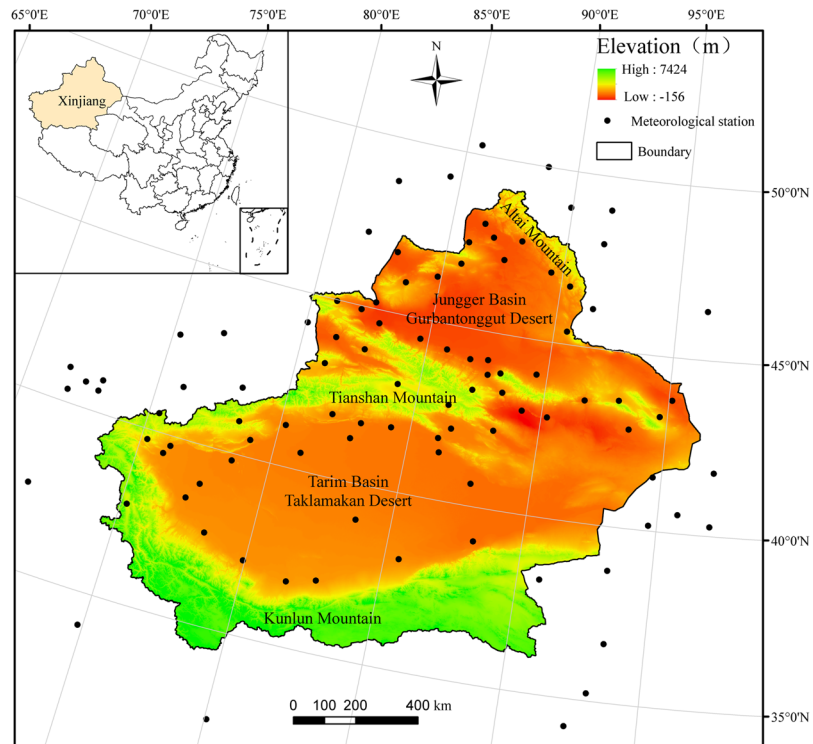 65°0'E 70°0'E 75°0'E 80°0'E 85°0'E 90°0'E 95°0'E
Xinjiang
N
Elevation（m）
High : 7424
Low : -156
Meteorological station
Boundary
50°0'N
Altai Mountain
Jungger Basin
Gurbantonggut Desert
45°0'N
Tianshan Mountain
Tarim Basin
Taklamakan Desert
40°0'N
Kunlun Mountain
0 100 200 400 km
35°0'N